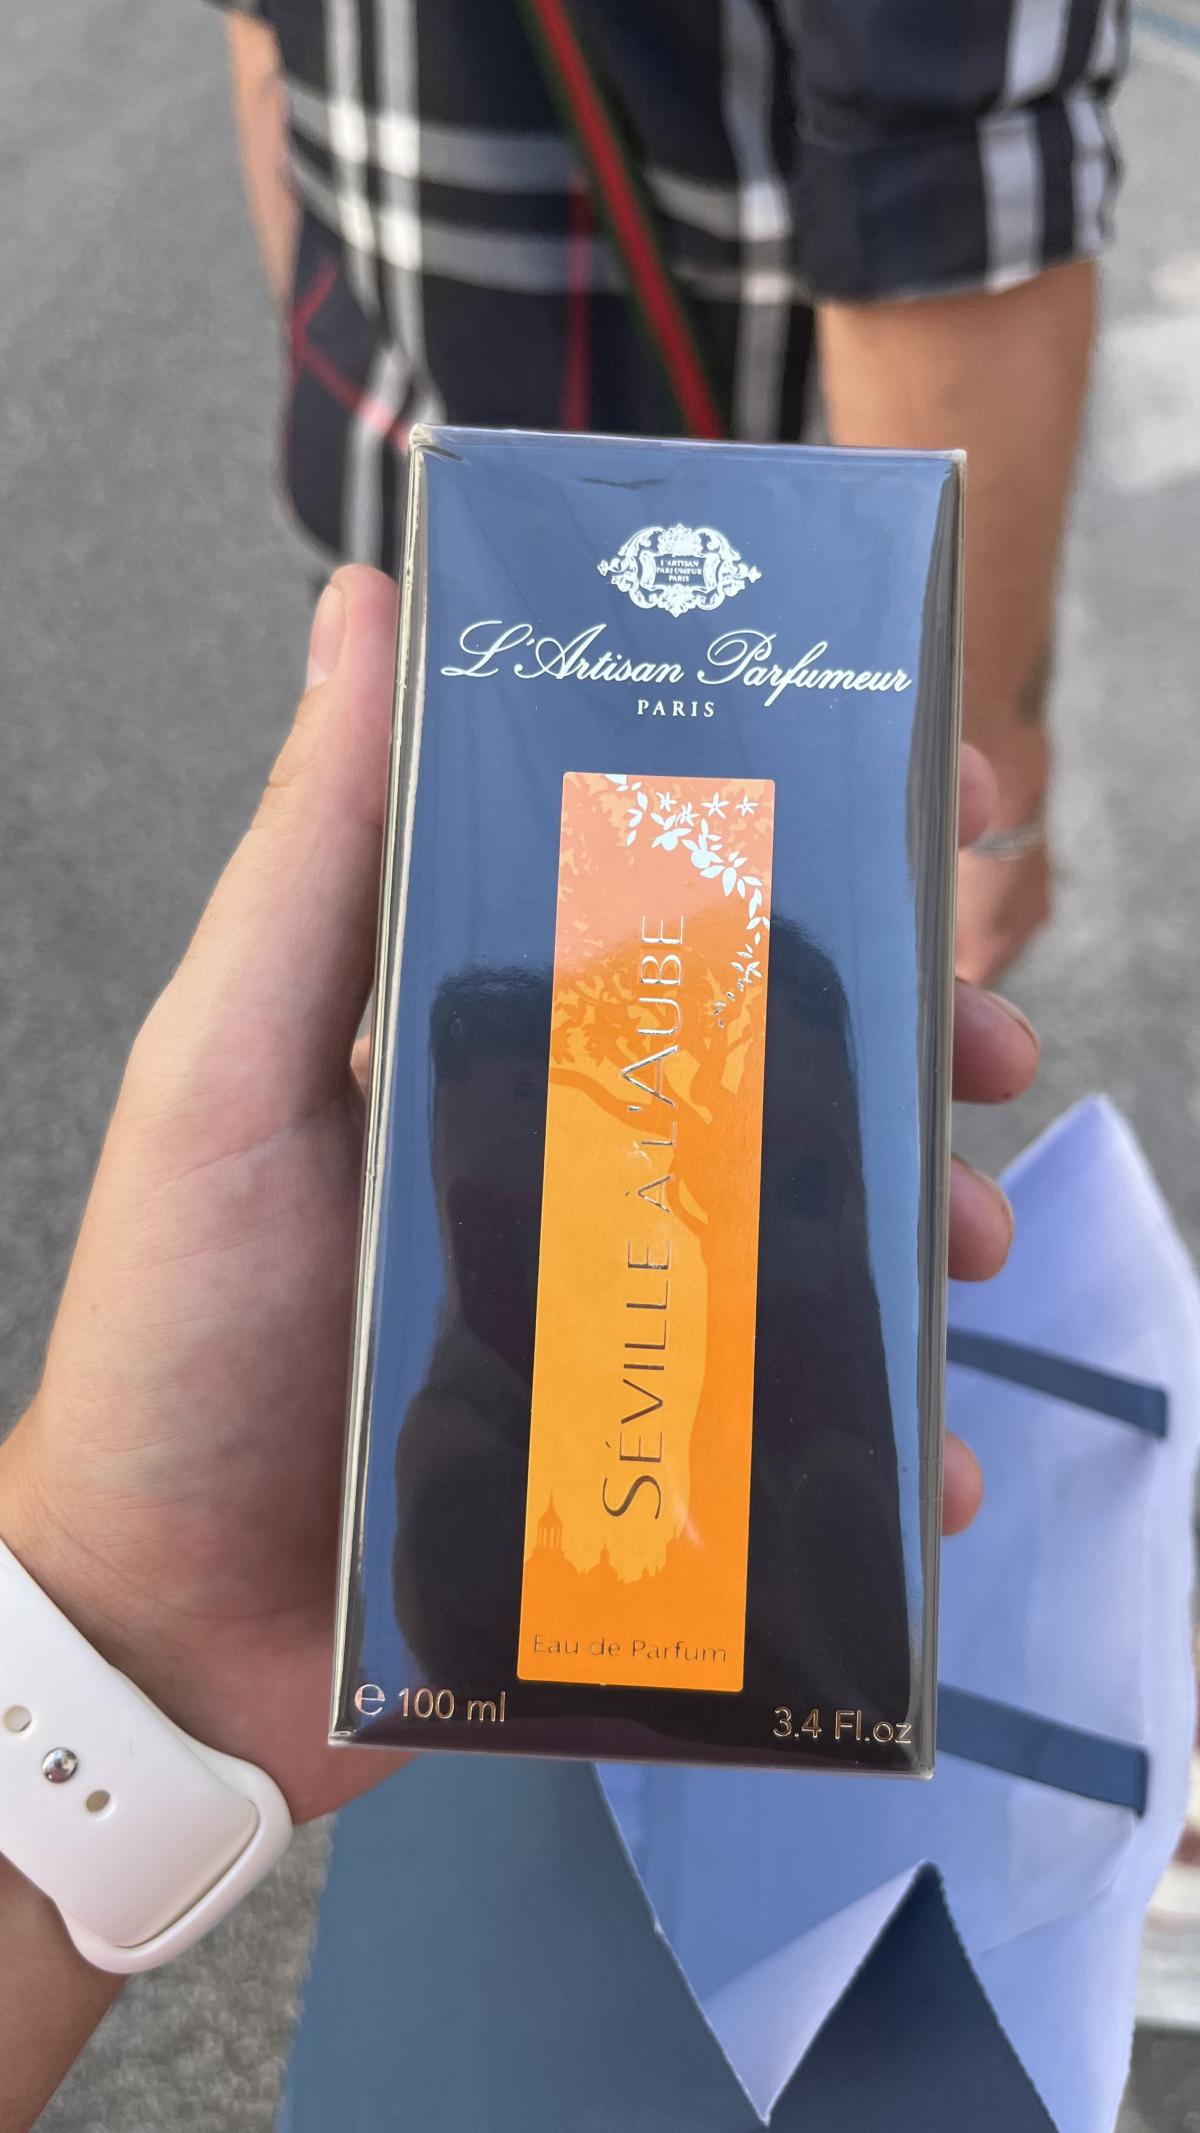 L'ARTISAN
PARFUMEUR
PARIS
L'Artisan Parfumeur
PARIS
SÉVILLE À L'AUBE
Eau de Parfum
℮ 100 ml
3.4 Fl.oz